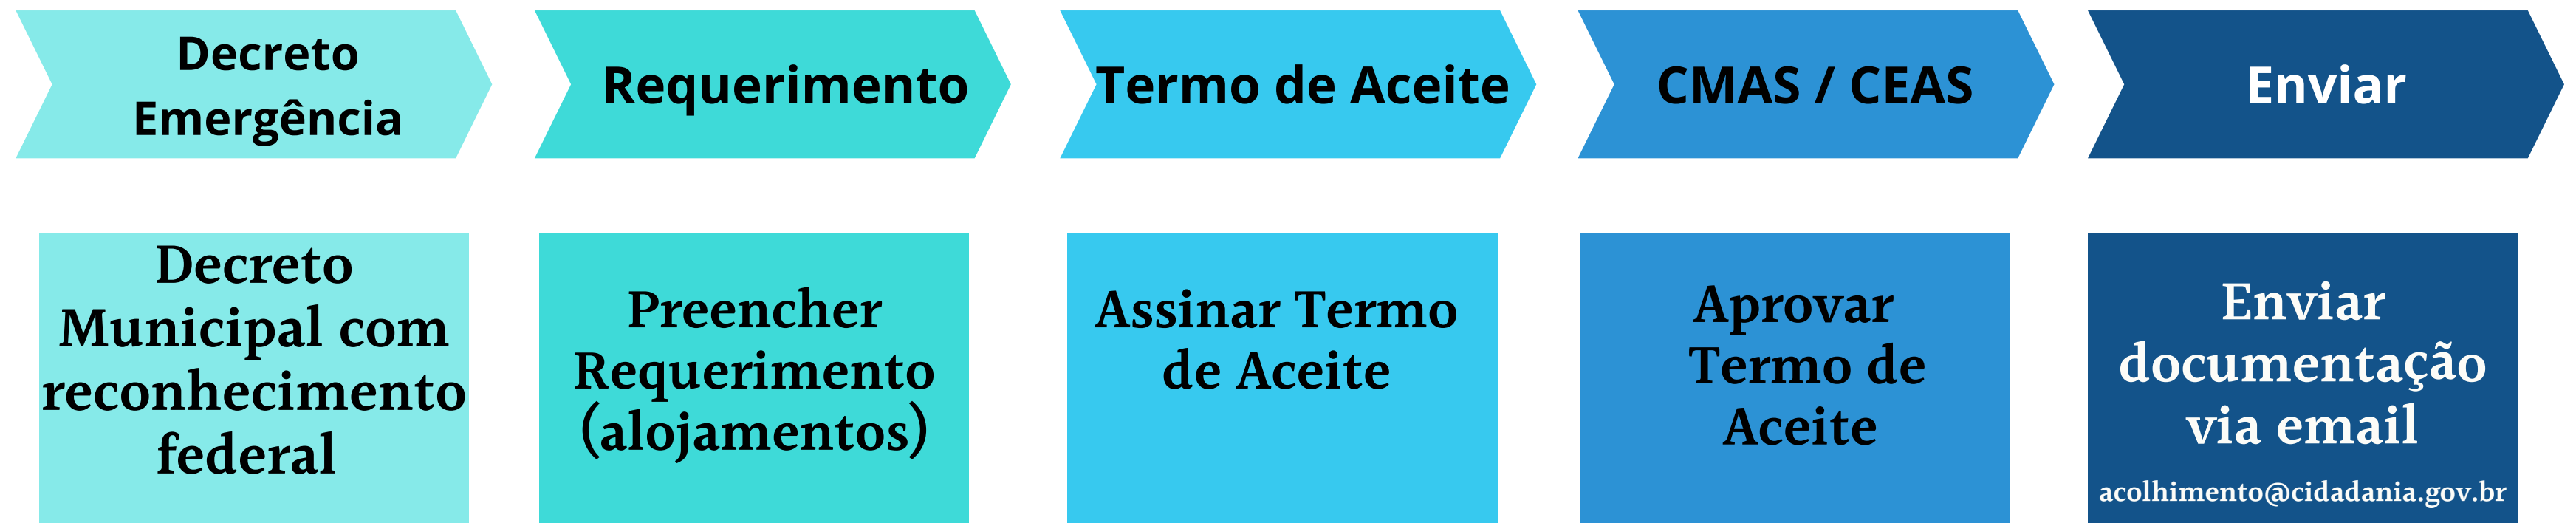 Decreto
Emergência
Requerimento
Termo de Aceite
CMAS / CEAS
Enviar
Decreto
Municipal com
reconhecimento
federal
Preencher
Requerimento
(alojamentos)
Assinar Termo
de Aceite
Aprovar
Termo de
Aceite
Enviar
documentação
via email
acolhimento@cidadania.gov.br